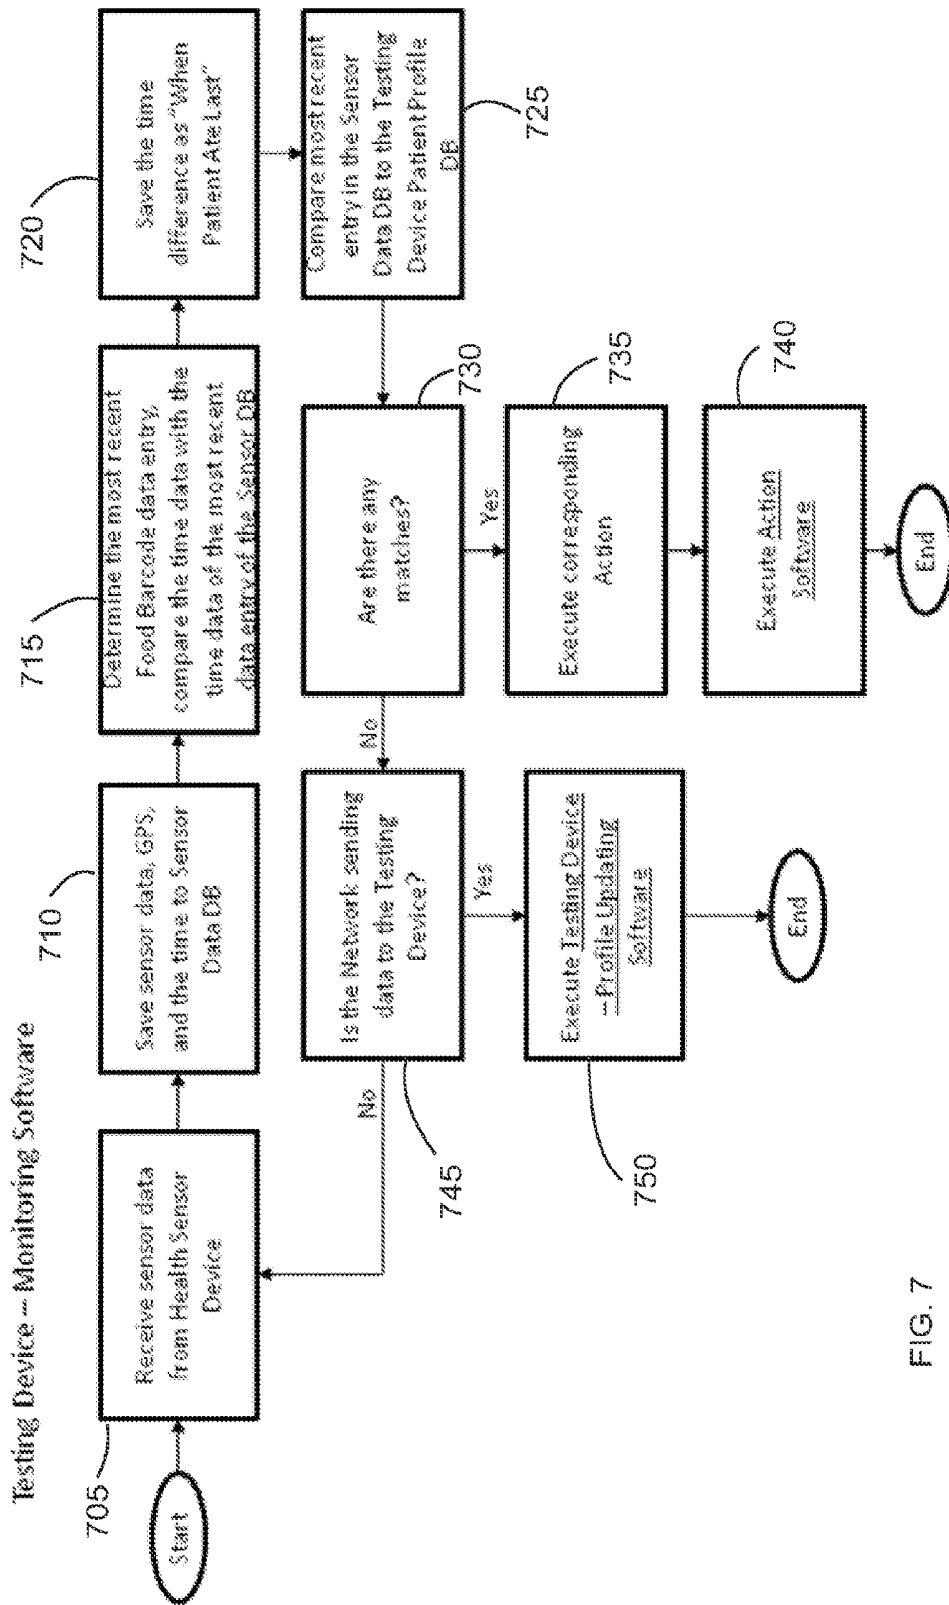 Testing Device – Monitoring Software
Start
705
Receive sensor data
from Health Sensor
Device
710
Save sensor data, GPS,
and the time to Sensor
Data DB
715
Determine the most recent
Food Barcode data entry,
compare the time data with the
time data of the most recent
data entry of the Sensor DB
720
Save the time
difference as "When
Patient Ate Last"
Compare most recent
entry in the Sensor
Data DB to the Testing
Device Patient Profile
DB
725
730
Are there any
matches?
No
Yes
735
Execute corresponding
Action
740
Execute Action
Software
End
Is the Network sending
data to the Testing
Device?
No
Yes
745
Execute Testing Device
–Profile Updating
Software
750
End
FIG. 7